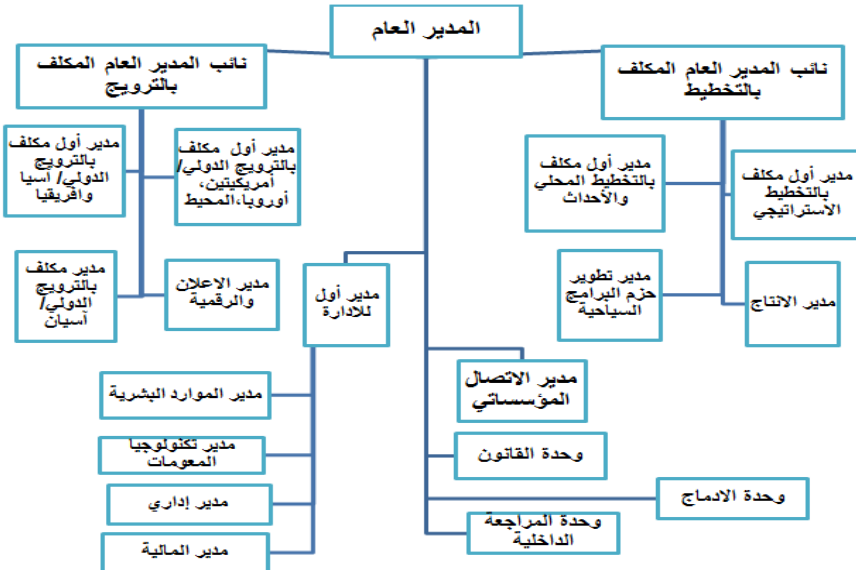 المدير العام
نائب المدير العام المكلف
بالتخطيط
نائب المدير العام المكلف
بالترويج
مدير أول مكلف
بالتخطيط
الاستراتيجي
مدير أول مكلف
بالتخطيط المحلي
والأحداث
مدير أول مكلف
بالترويج الدولي/
أمريكيتين،
أوروبا،المحيط
مدير أول مكلف
بالترويج
الدولي/ آسيا
وافريقيا
مدير الانتاج
مدير تطوير
حزم البرامج
السياحية
مدير الاعلان
والرقمية
مدير مكلف
بالترويج
الدولي/
آسيان
مدير أول
للادارة
مدير الاتصال
المؤسساتي
مدير الموارد البشرية
وحدة القانون
مدير تكنولوجيا
المعومات
وحدة الادماج
مدير إداري
وحدة المراجعة
الداخلية
مدير المالية